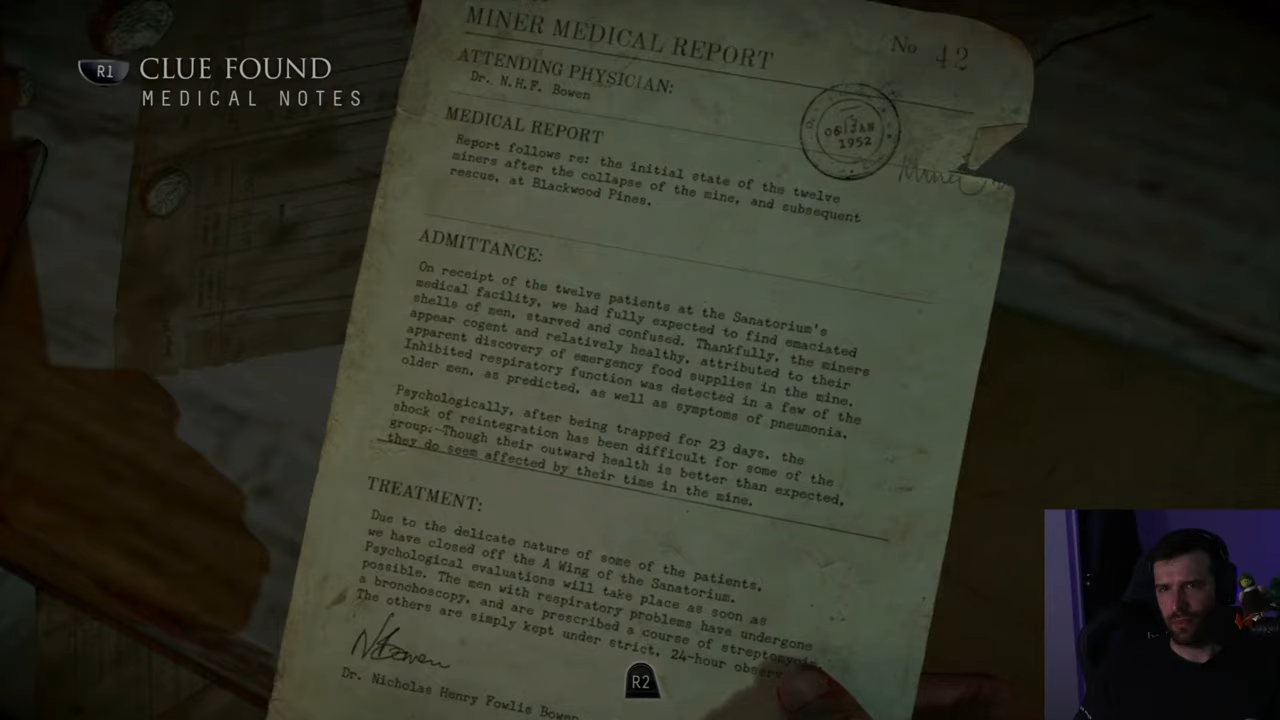 R1
CLUE FOUND
MEDICAL NOTES
MINER MEDICAL REPORT
No 42
ATTENDING PHYSICIAN:
Dr. N.H.F. Bowen
06 JAN
1952
MEDICAL REPORT
Miner
Report follows re: the initial state of the twelve
miners after the collapse of the mine, and subsequent
rescue, at Blackwood Pines.
ADMITTANCE:
On receipt of the twelve patients at the Sanatorium's
medical facility, we had fully expected to find emaciated
shells of men, starved and confused. Thankfully, the miners
appear cogent and relatively healthy, attributed to their
apparent discovery of emergency food supplies in the mine.
Inhibited respiratory function was detected in a few of the
older men, as predicted, as well as symptoms of pneumonia.
Psychologically, after being trapped for 23 days, the
shock of reintegration has been difficult for some of the
group. Though their outward health is better than expected,
they do seem affected by their time in the mine.
TREATMENT:
Due to the delicate nature of some of the patients,
we have closed off the A Wing of the Sanatorium.
Psychological evaluations will take place as soon as
possible. The men with respiratory problems have undergone
a bronchoscopy, and are prescribed a course of streptomycin.
The others are simply kept under strict, 24-hour observ
NBowen
Dr. Nicholas Henry Fowlis Bowen
R2